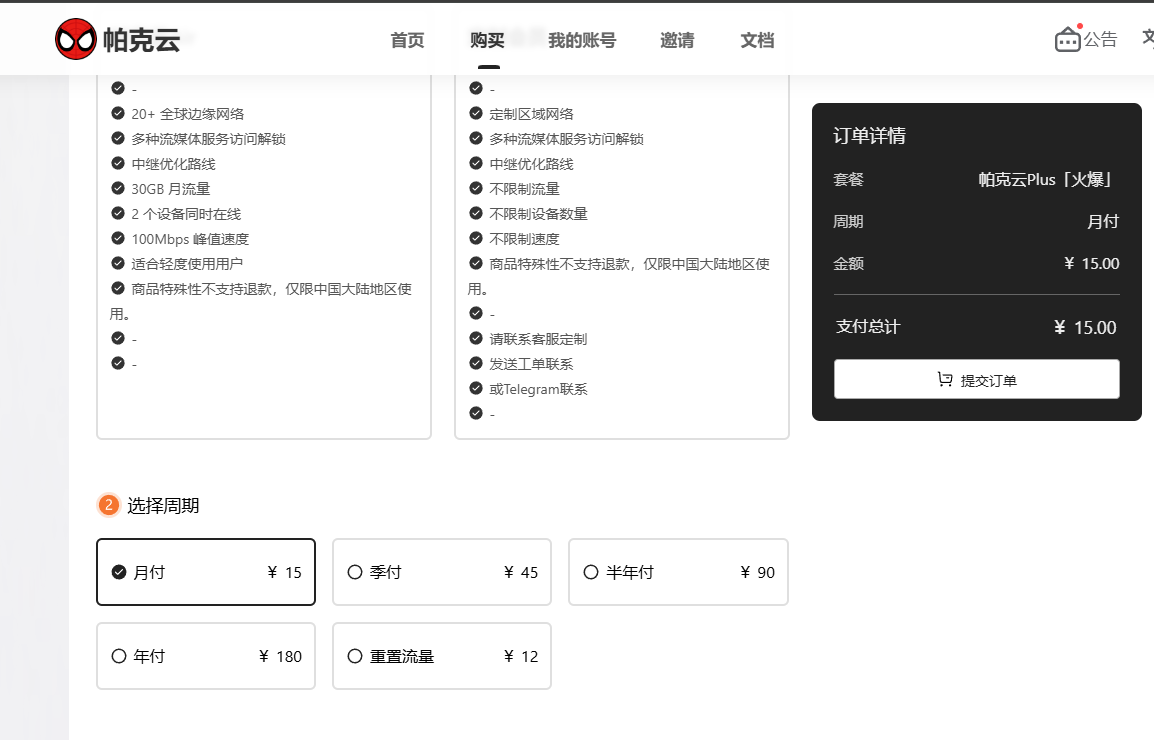 帕克云
首页
购买
我的账号
邀请
文档
公告
-
20+ 全球边缘网络
多种流媒体服务访问解锁
中继优化路线
30GB 月流量
2 个设备同时在线
100Mbps 峰值速度
适合轻度使用用户
商品特殊性不支持退款，仅限中国大陆地区使
用。
-
-
-
定制区域网络
多种流媒体服务访问解锁
中继优化路线
不限制流量
不限制设备数量
不限制速度
商品特殊性不支持退款，仅限中国大陆地区使
用。
-
请联系客服定制
发送工单联系
或Telegram联系
-
订单详情
套餐 帕克云Plus「火爆」
周期 月付
金额 ¥ 15.00
支付总计 ¥ 15.00
提交订单
2 选择周期
月付 ¥ 15
季付 ¥ 45
半年付 ¥ 90
年付 ¥ 180
重置流量 ¥ 12